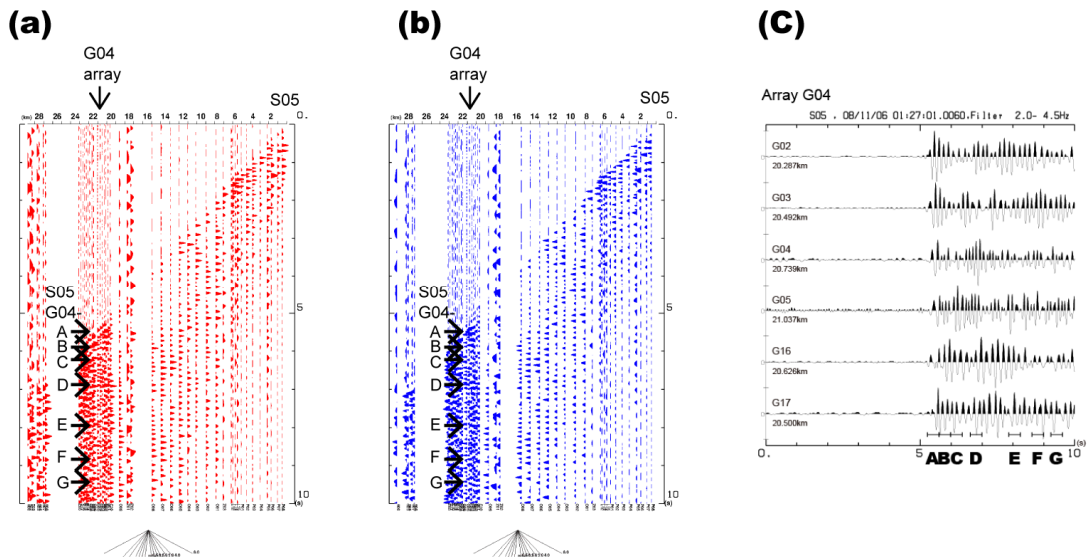 (a)
G04
array
S05
(km) 28 26 24 22 20 18 16 14 12 10 8 6 4 2 0.
S05
G04
A
B
C
D
E
F
G
5
10
(s)
(b)
G04
array
S05
(km) 28 26 24 22 20 18 16 14 12 10 8 6 4 2 0.
S05
G04
A
B
C
D
E
F
G
5
10
(s)
(C)
Array G04
S05 . 08/11/06 01:27:01.0060.Filter 2.0- 4.5Hz
G02
20.287km
G03
20.492km
G04
20.739km
G05
21.037km
G16
20.626km
G17
20.500km
0 5 10 (s)
ABC D E F G